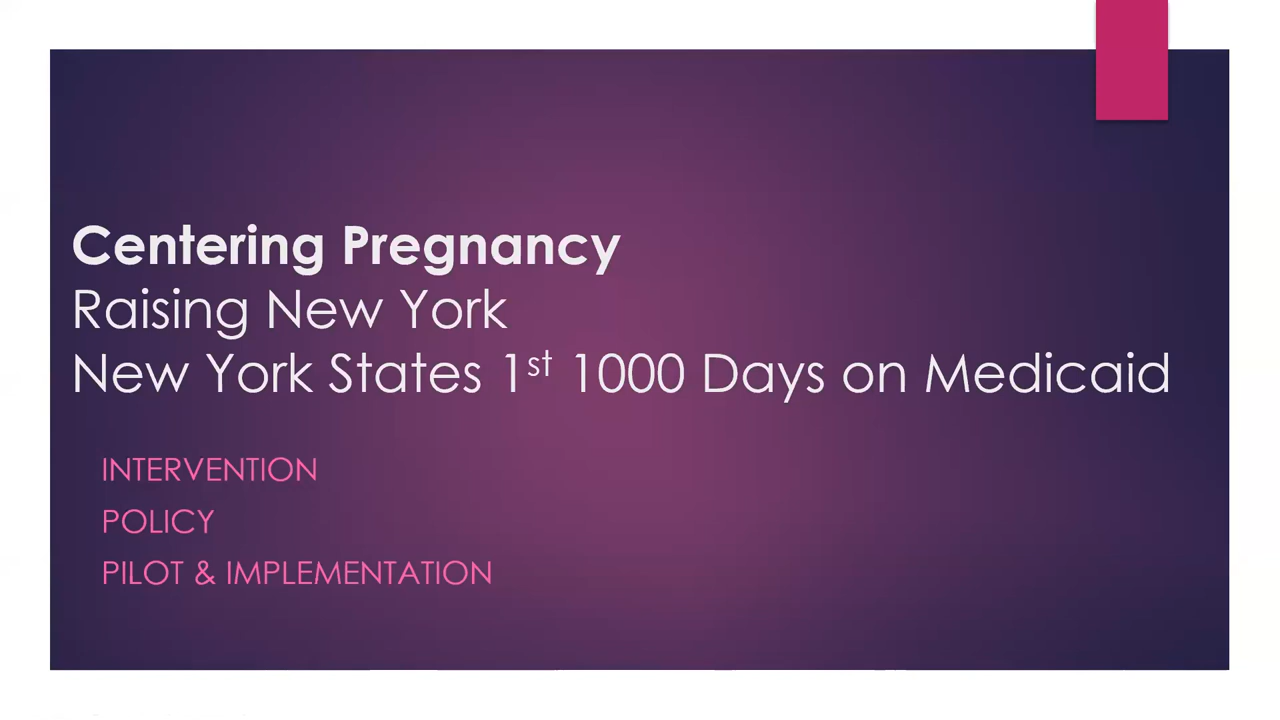 Centering Pregnancy
Raising New York
New York States 1st 1000 Days on Medicaid
INTERVENTION
POLICY
PILOT & IMPLEMENTATION